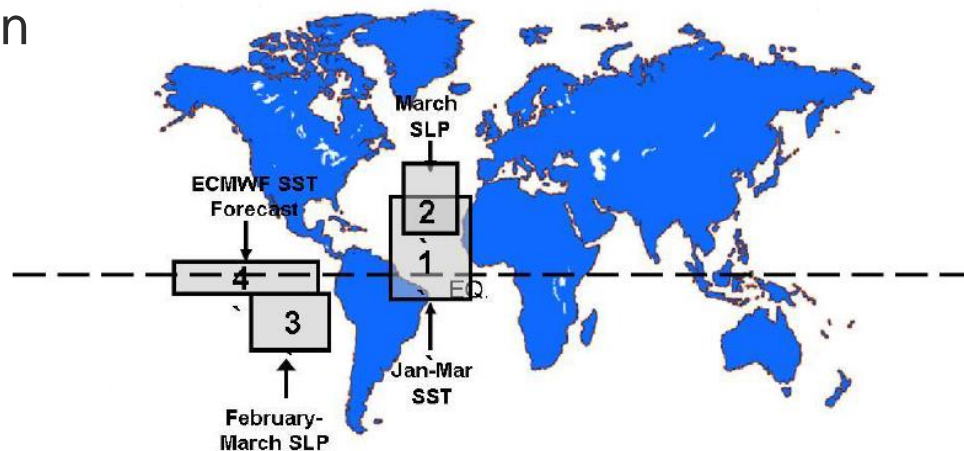 n
March
SLP
ECMWF SST
Forecast
2
1
4
EQ.
3
Jan-Mar
SST
February-
March SLP